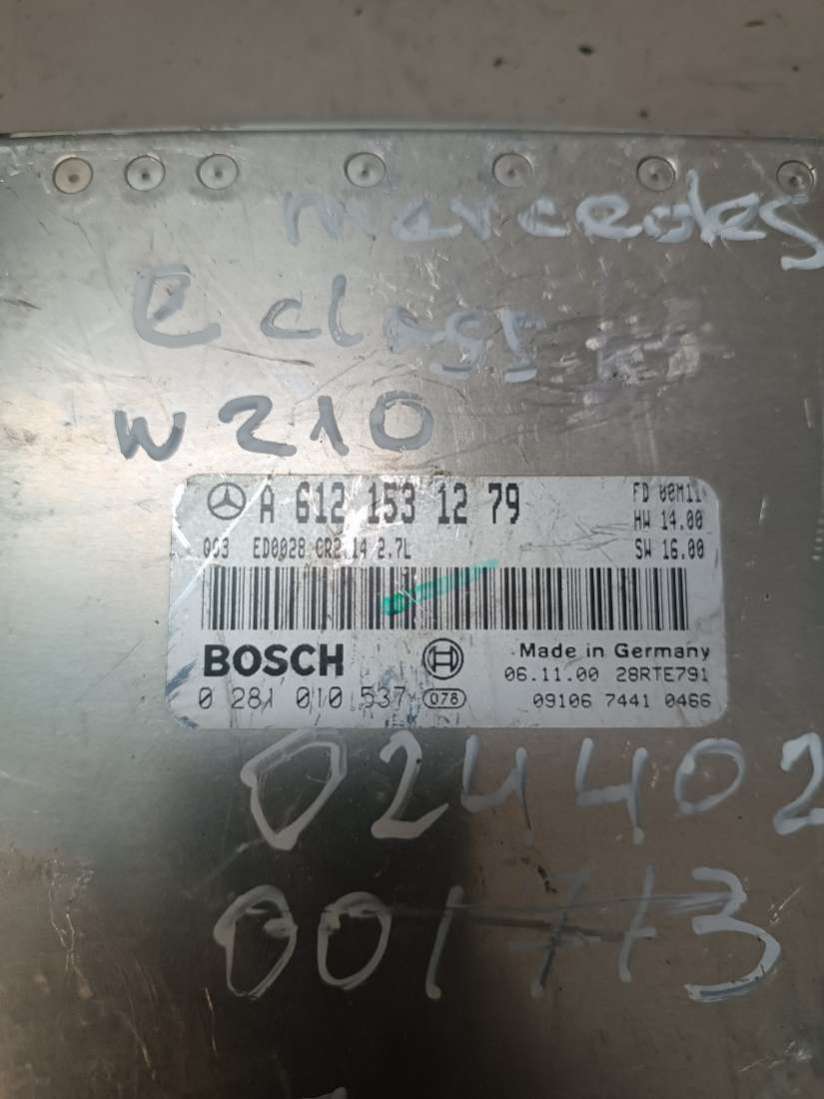 mercedes
E class
W210
A 612 153 12 79
FD 00M11
HW 14.00
003 ED0028 CR2.14 2.7L
SW 16.00
BOSCH
Made in Germany
06.11.00 28RTE791
0 281 010 537 078
09106 7441 0466
024402
001713